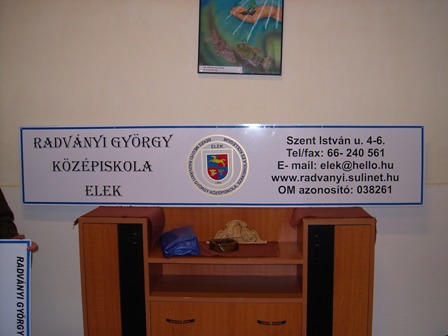 RADVÁNYI GYÖRGY
KÖZÉPISKOLA
ELEK
ELEK
Szent István u. 4-6.
Tel/fax: 66- 240 561
E- mail: elek@hello.hu
www.radvanyi.sulinet.hu
OM azonosító: 038261
RADVÁNYI GYÖRGY